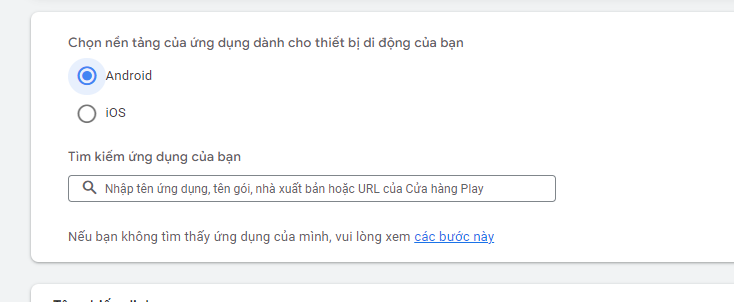 Chọn nền tảng của ứng dụng dành cho thiết bị di động của bạn
Android
iOS
Tìm kiếm ứng dụng của bạn
Nhập tên ứng dụng, tên gói, nhà xuất bản hoặc URL của Cửa hàng Play
Nếu bạn không tìm thấy ứng dụng của mình, vui lòng xem các bước này